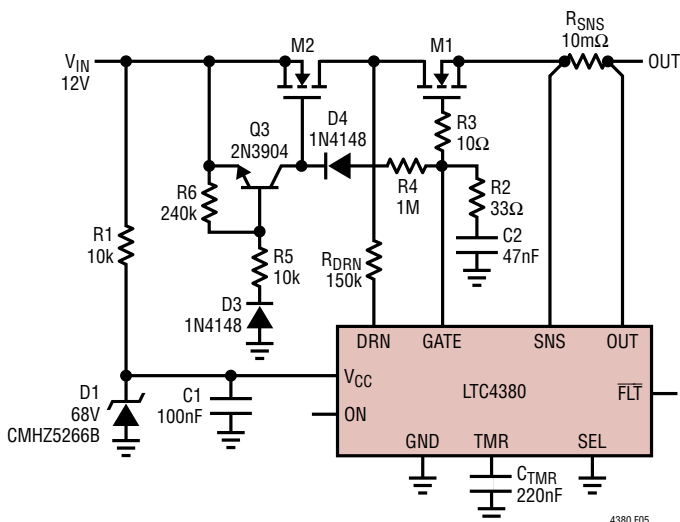 R_SNS
10mΩ
M2
M1
V_IN
12V
OUT
Q3
2N3904
D4
1N4148
R3
10Ω
R6
240k
R4
1M
R2
33Ω
R1
10k
R5
10k
R_DRN
150k
C2
47nF
D3
1N4148
DRN
GATE
SNS
OUT
V_CC
LTC4380
FLT
D1
68V
CMHZ5266B
C1
100nF
ON
GND
TMR
SEL
C_TMR
220nF
4380 F05